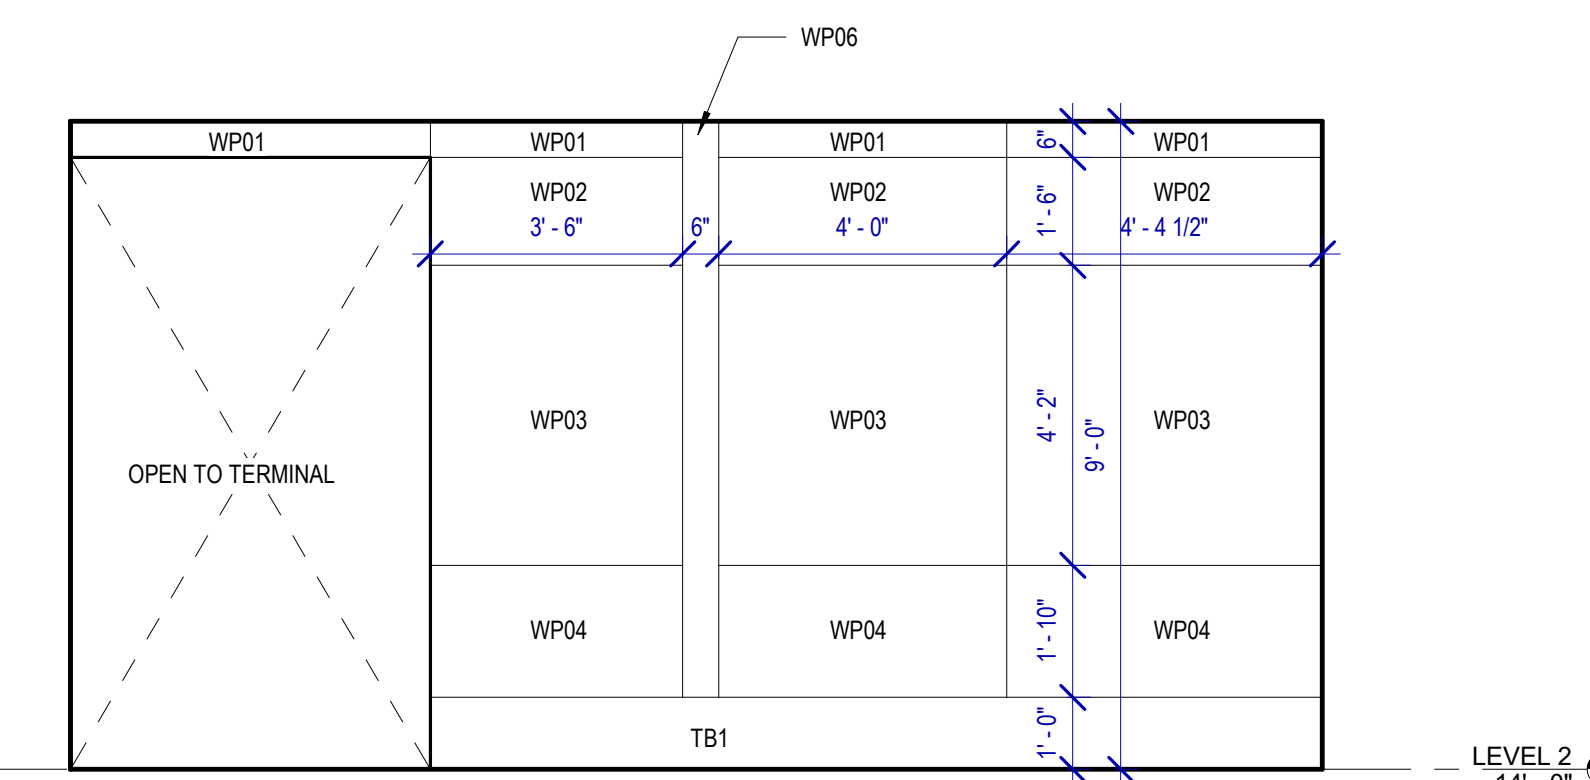 WP06
WP01
WP01
WP01
6"
WP01
WP02
WP02
1' - 6"
WP02
3' - 6"
6"
4' - 0"
4' - 4 1/2"
WP03
WP03
4' - 2"
9' - 0"
WP03
OPEN TO TERMINAL
WP04
WP04
1' - 10"
WP04
TB1
1' - 0"
LEVEL 2
14' - 0"